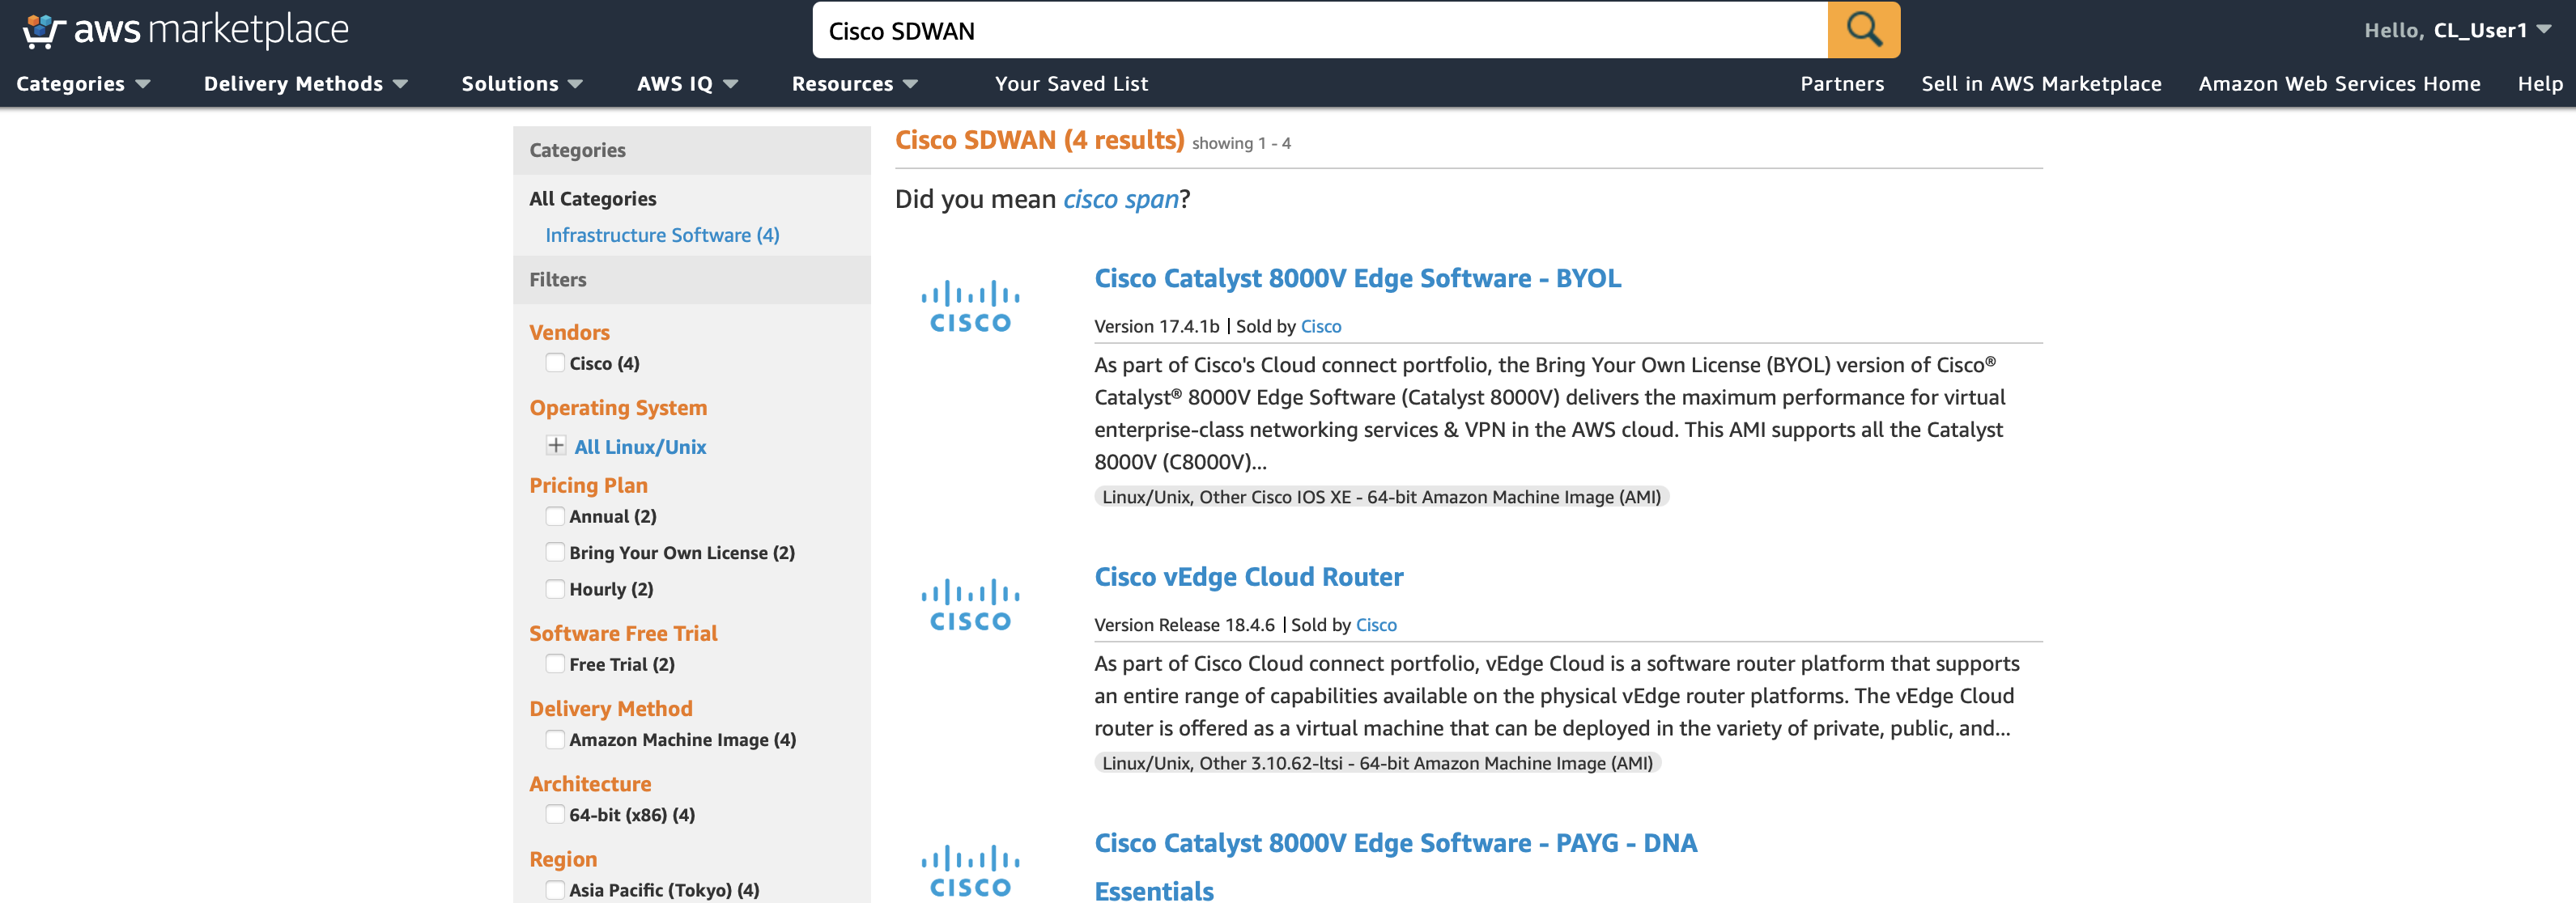 aws marketplace
Cisco SDWAN
Hello, CL_User1
Categories Delivery Methods Solutions AWS IQ Resources Your Saved List Partners Sell in AWS Marketplace Amazon Web Services Home Help
Categories
All Categories
Infrastructure Software (4)
Filters
Vendors
Cisco (4)
Operating System
All Linux/Unix
Pricing Plan
Annual (2)
Bring Your Own License (2)
Hourly (2)
Software Free Trial
Free Trial (2)
Delivery Method
Amazon Machine Image (4)
Architecture
64-bit (x86) (4)
Region
Asia Pacific (Tokyo) (4)
Cisco SDWAN (4 results) showing 1 - 4
Did you mean cisco span?
CISCO
Cisco Catalyst 8000V Edge Software - BYOL
Version 17.4.1b | Sold by Cisco
As part of Cisco's Cloud connect portfolio, the Bring Your Own License (BYOL) version of Cisco®
Catalyst® 8000V Edge Software (Catalyst 8000V) delivers the maximum performance for virtual
enterprise-class networking services & VPN in the AWS cloud. This AMI supports all the Catalyst
8000V (C8000V)...
Linux/Unix, Other Cisco IOS XE - 64-bit Amazon Machine Image (AMI)
CISCO
Cisco vEdge Cloud Router
Version Release 18.4.6 | Sold by Cisco
As part of Cisco Cloud connect portfolio, vEdge Cloud is a software router platform that supports
an entire range of capabilities available on the physical vEdge router platforms. The vEdge Cloud
router is offered as a virtual machine that can be deployed in the variety of private, public, and...
Linux/Unix, Other 3.10.62-ltsi - 64-bit Amazon Machine Image (AMI)
CISCO
Cisco Catalyst 8000V Edge Software - PAYG - DNA
Essentials